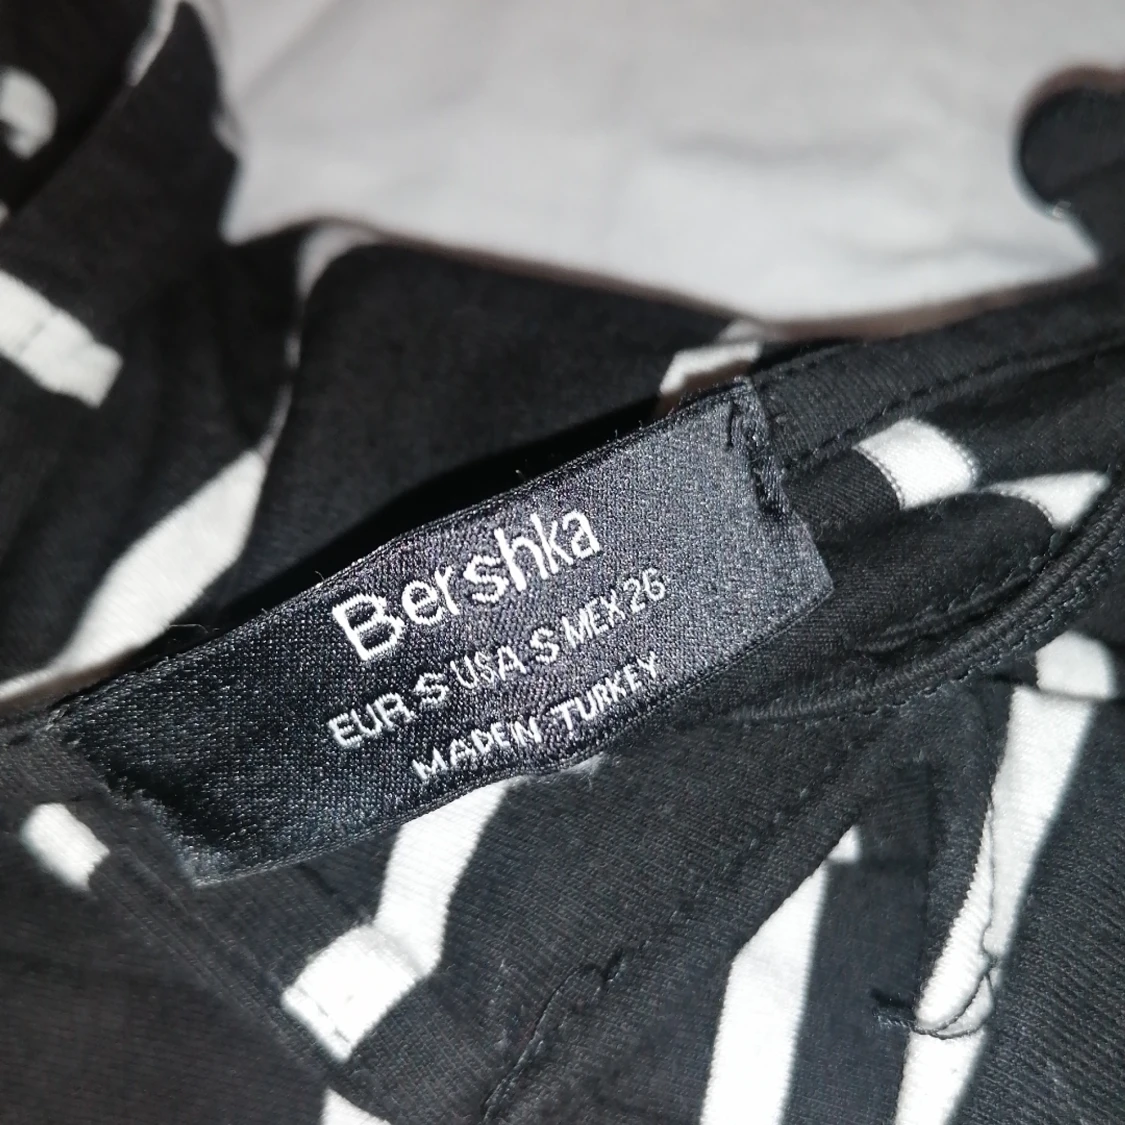 Bershka
EUR S USA S MEX 26
MADE IN TURKEY